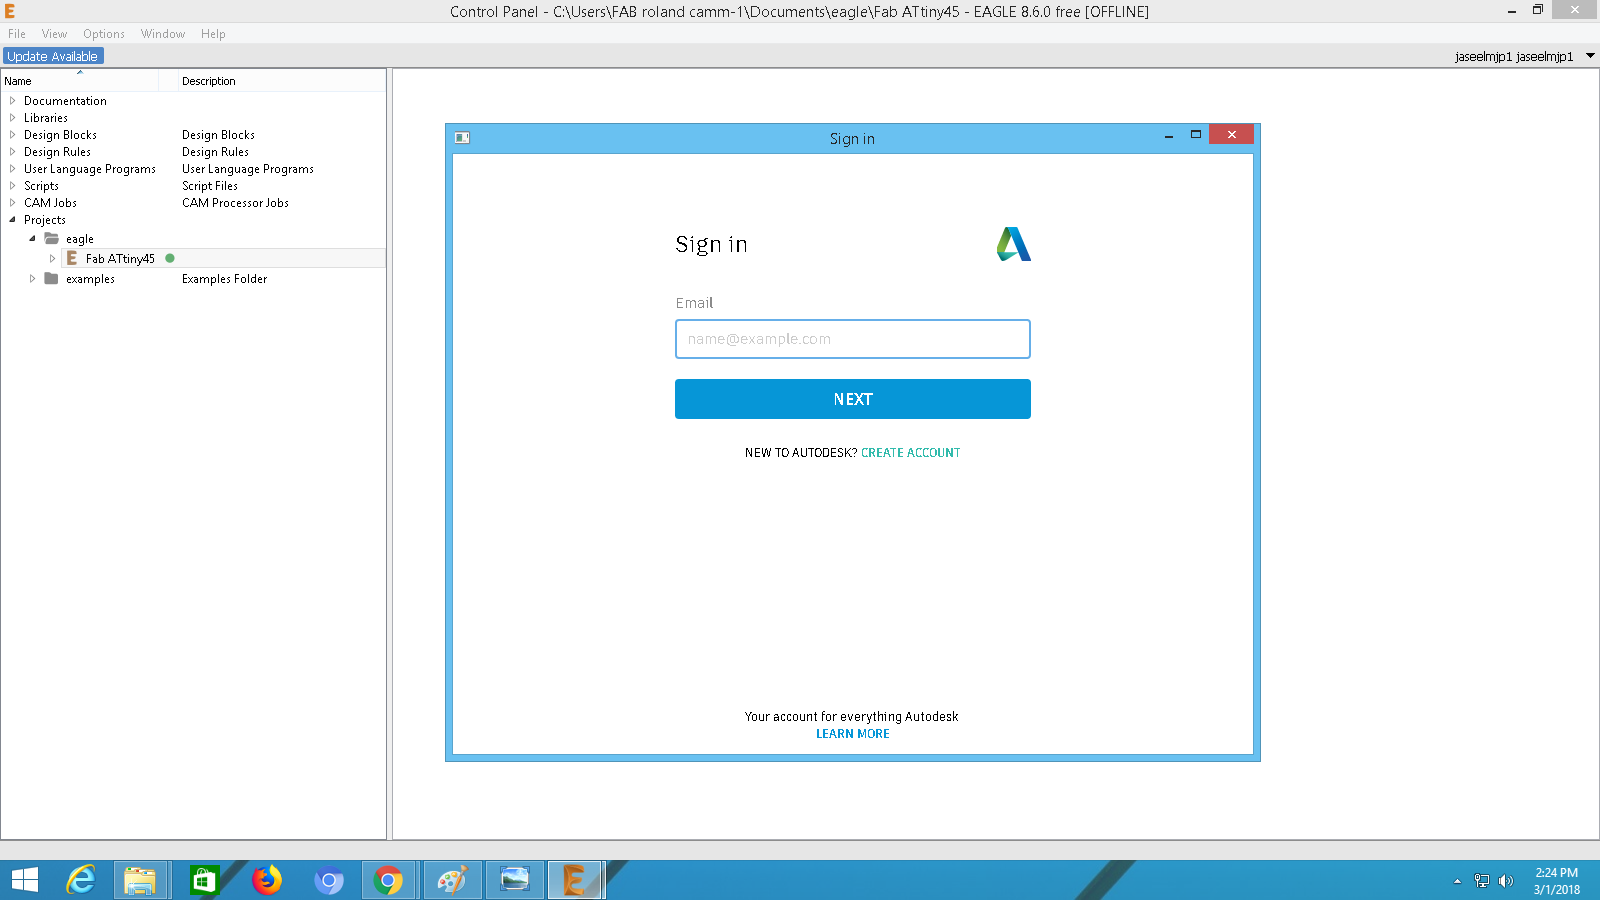 Control Panel - C:\Users\FAB roland camm-1\Documents\eagle\Fab ATtiny45 - EAGLE 8.6.0 free [OFFLINE]
File View Options Window Help
Update Available
jaseelmjp1 jaseelmjp1
Name Description
Documentation
Libraries
Design Blocks Design Blocks
Design Rules Design Rules
User Language Programs User Language Programs
Scripts Script Files
CAM Jobs CAM Processor Jobs
Projects
eagle
Fab ATtiny45
examples Examples Folder
Sign in
Sign in
Email
name@example.com
NEXT
NEW TO AUTODESK? CREATE ACCOUNT
Your account for everything Autodesk
LEARN MORE
2:24 PM
3/1/2018